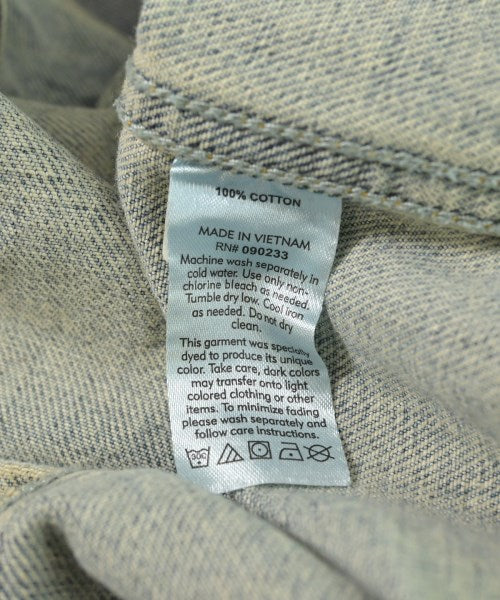 100% COTTON
MADE IN VIETNAM
RN# 090233
Machine wash separately in
cold water. Use only non-
chlorine bleach as needed.
Tumble dry low. Cool iron
as needed. Do not dry
clean.
This garment was specially
dyed to produce its unique
color. Take care, dark colors
may transfer onto light
colored clothing or other
items. To minimize fading
please wash separately and
follow care instructions.
30C